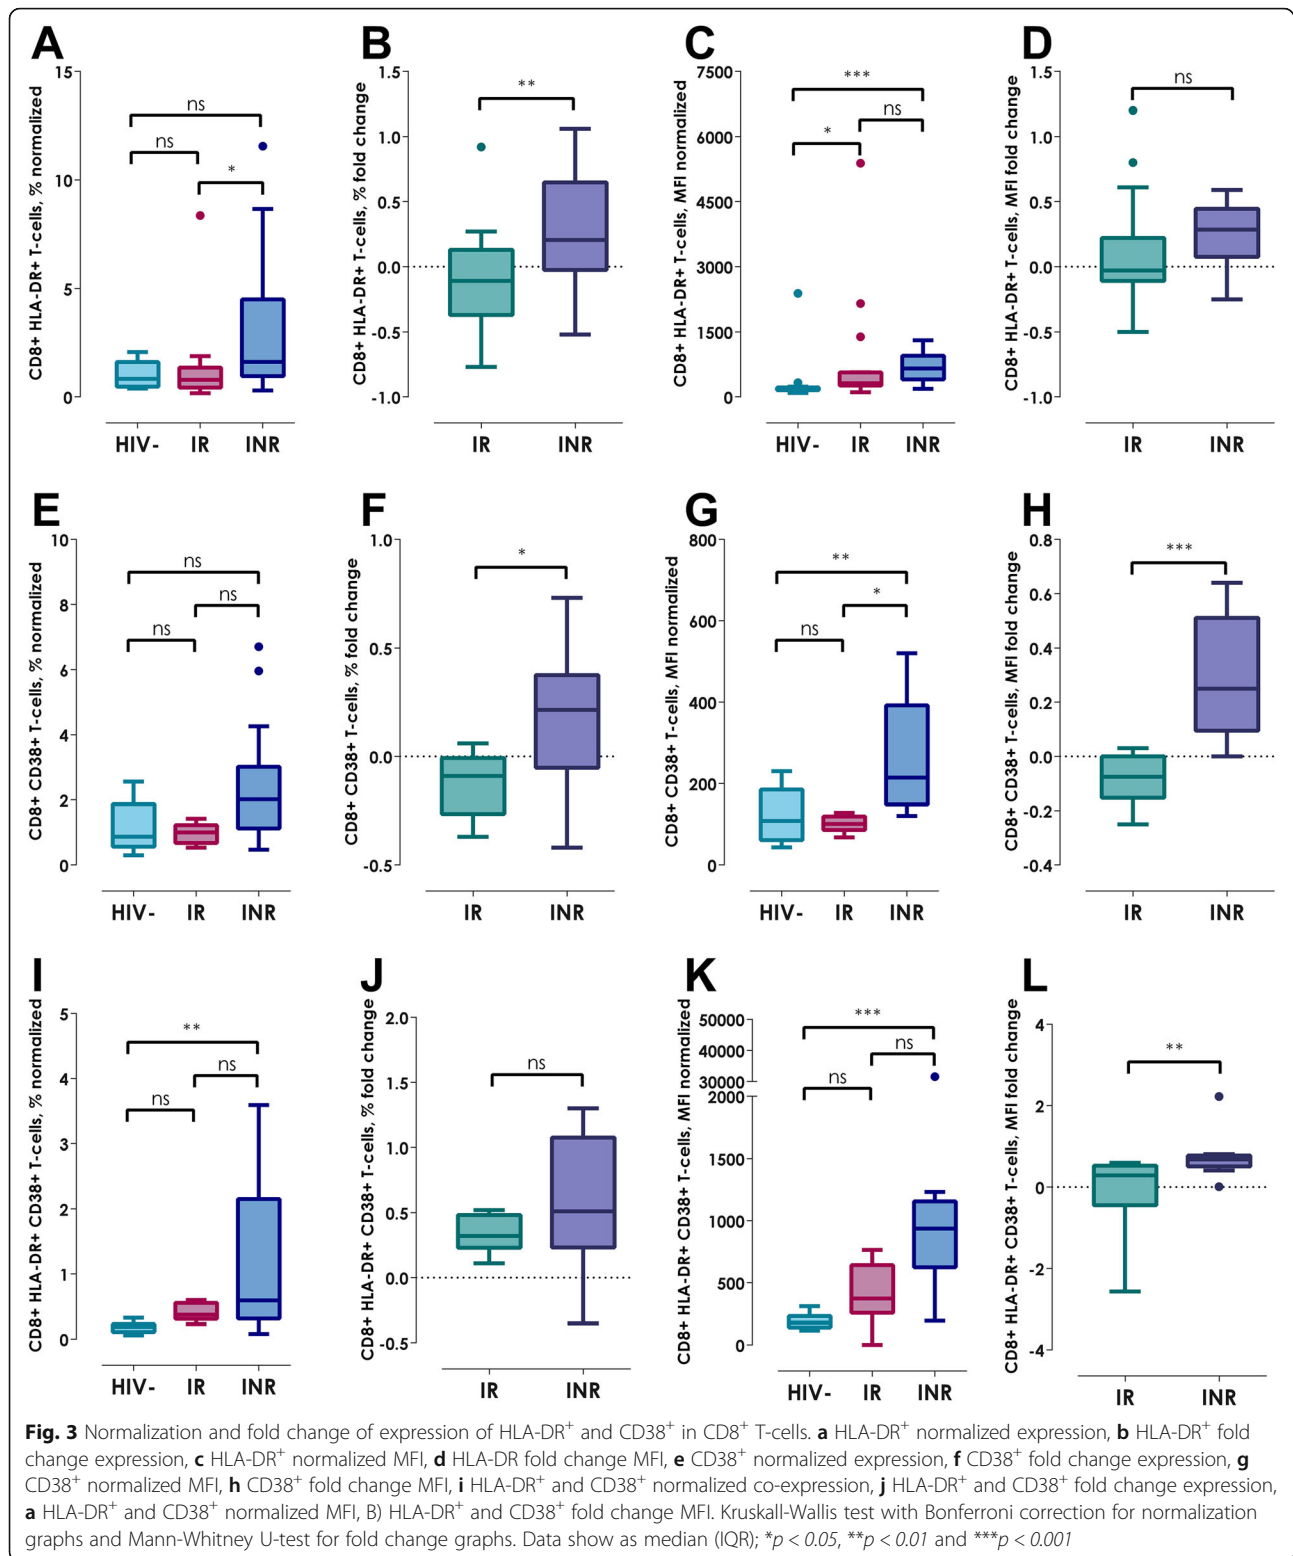 A
CD8+ HLA-DR+ T-cells, % normalized
15
10
5
0
ns
ns
*
HIV-
IR
INR
B
CD8+ HLA-DR+ T-cells, % fold change
1.5
1.0
0.5
0.0
-0.5
-1.0
**
IR
INR
C
CD8+ HLA-DR+ T-cells, MFI normalized
7500
6000
4500
3000
1500
0
***
ns
*
HIV-
IR
INR
D
CD8+ HLA-DR+ T-cells, MFI fold change
1.5
1.0
0.5
0.0
-0.5
-1.0
ns
IR
INR
E
CD8+ CD38+ T-cells, % normalized
10
8
6
4
2
0
ns
ns
ns
HIV-
IR
INR
F
CD8+ CD38+ T-cells, % fold change
1.0
0.5
0.0
-0.5
*
IR
INR
G
CD8+ CD38+ T-cells, MFI normalized
800
600
400
200
0
**
*
ns
HIV-
IR
INR
H
CD8+ CD38+ T-cells, MFI fold change
0.8
0.6
0.4
0.2
0.0
-0.2
-0.4
***
IR
INR
I
CD8+ HLA-DR+ CD38+ T-cells, % normalized
5
4
3
2
1
0
**
ns
ns
HIV-
IR
INR
J
CD8+ HLA-DR+ CD38+ T-cells, % fold change
2.0
1.5
1.0
0.5
0.0
-0.5
ns
IR
INR
K
CD8+ HLA-DR+ CD38+ T-cells, MFI normalized
50000
40000
30000
2000
1500
1000
500
0
***
ns
ns
HIV-
IR
INR
L
CD8+ HLA-DR+ CD38+ T-cells, MFI fold change
4
2
0
-2
-4
**
IR
INR
Fig. 3 Normalization and fold change of expression of HLA-DR⁺ and CD38⁺ in CD8⁺ T-cells. a HLA-DR⁺ normalized expression, b HLA-DR⁺ fold
change expression, c HLA-DR⁺ normalized MFI, d HLA-DR fold change MFI, e CD38⁺ normalized expression, f CD38⁺ fold change expression, g
CD38⁺ normalized MFI, h CD38⁺ fold change MFI, i HLA-DR⁺ and CD38⁺ normalized co-expression, j HLA-DR⁺ and CD38⁺ fold change expression,
a HLA-DR⁺ and CD38⁺ normalized MFI, B) HLA-DR⁺ and CD38⁺ fold change MFI. Kruskall-Wallis test with Bonferroni correction for normalization
graphs and Mann-Whitney U-test for fold change graphs. Data show as median (IQR); *p < 0.05, **p < 0.01 and ***p < 0.001